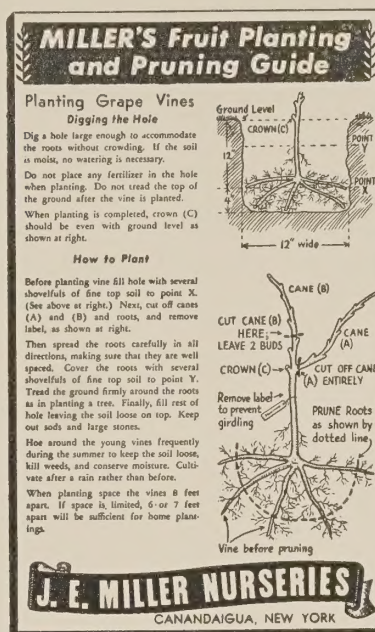 MILLER'S Fruit Planting
and Pruning Guide
Planting Grape Vines
Digging the Hole
Dig a hole large enough to accommodate
the roots without crowding. If the soil
is moist, no watering is necessary.
Do not place any fertilizer in the hole
when planting. Do not tread the top of
the ground after the vine is planted.
When planting is completed, crown (C)
should be even with ground level as
shown at right.
How to Plant
Before planting vine fill hole with several
shovelfuls of fine top soil to point X.
(See above at right.) Next, cut off canes
(A) and (B) and roots, and remove
label, as shown at right.
Then spread the roots carefully in all
directions, making sure that they are well
spaced. Cover the roots with several
shovelfuls of fine top soil to point Y.
Tread the ground firmly around the roots
as in planting a tree. Finally, fill rest of
hole leaving the soil loose on top. Keep
out sods and large stones.
Hoe around the young vines frequently
during the summer to keep the soil loose,
kill weeds, and conserve moisture. Culti-
vate after a rain rather than before.
When planting space the vines 8 feet
apart. If space is limited, 6 or 7 feet
apart will be sufficient for home plant-
ings.
Ground Level
CROWN (C)
POINT
Y
12"
POINT
X
4"
12" wide
CANE (B)
CUT CANE (B)
HERE;
LEAVE 2 BUDS
CANE
(A)
CROWN (C)
CUT OFF CANE
(A) ENTIRELY
Remove label
to prevent
girdling
PRUNE Roots
as shown by
dotted line
Vine before pruning
J. E. MILLER NURSERIES
CANANDAIGUA, NEW YORK